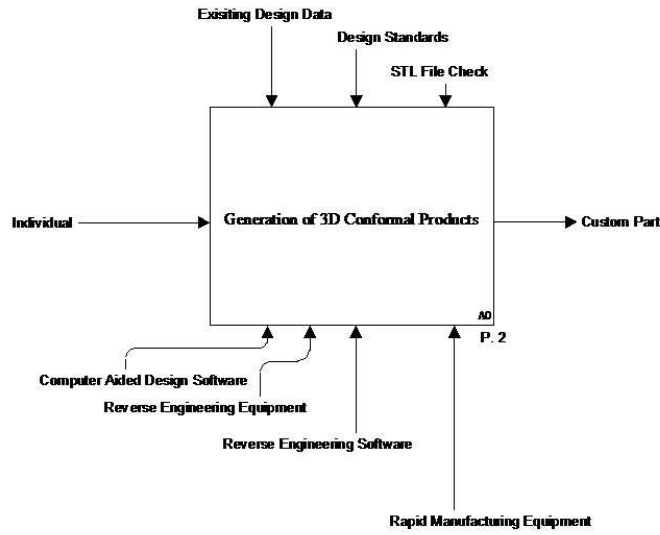 Exisiting Design Data
Design Standards
STL File Check
Individual
Generation of 3D Conformal Products
Custom Part
A0
P. 2
Computer Aided Design Software
Reverse Engineering Equipment
Reverse Engineering Software
Rapid Manufacturing Equipment